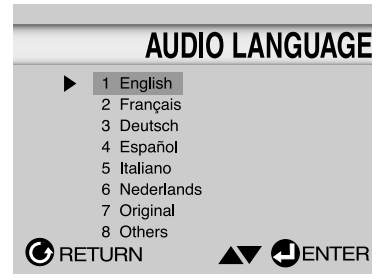 AUDIO LANGUAGE
1 English
2 Français
3 Deutsch
4 Español
5 Italiano
6 Nederlands
7 Original
8 Others
RETURN ENTER